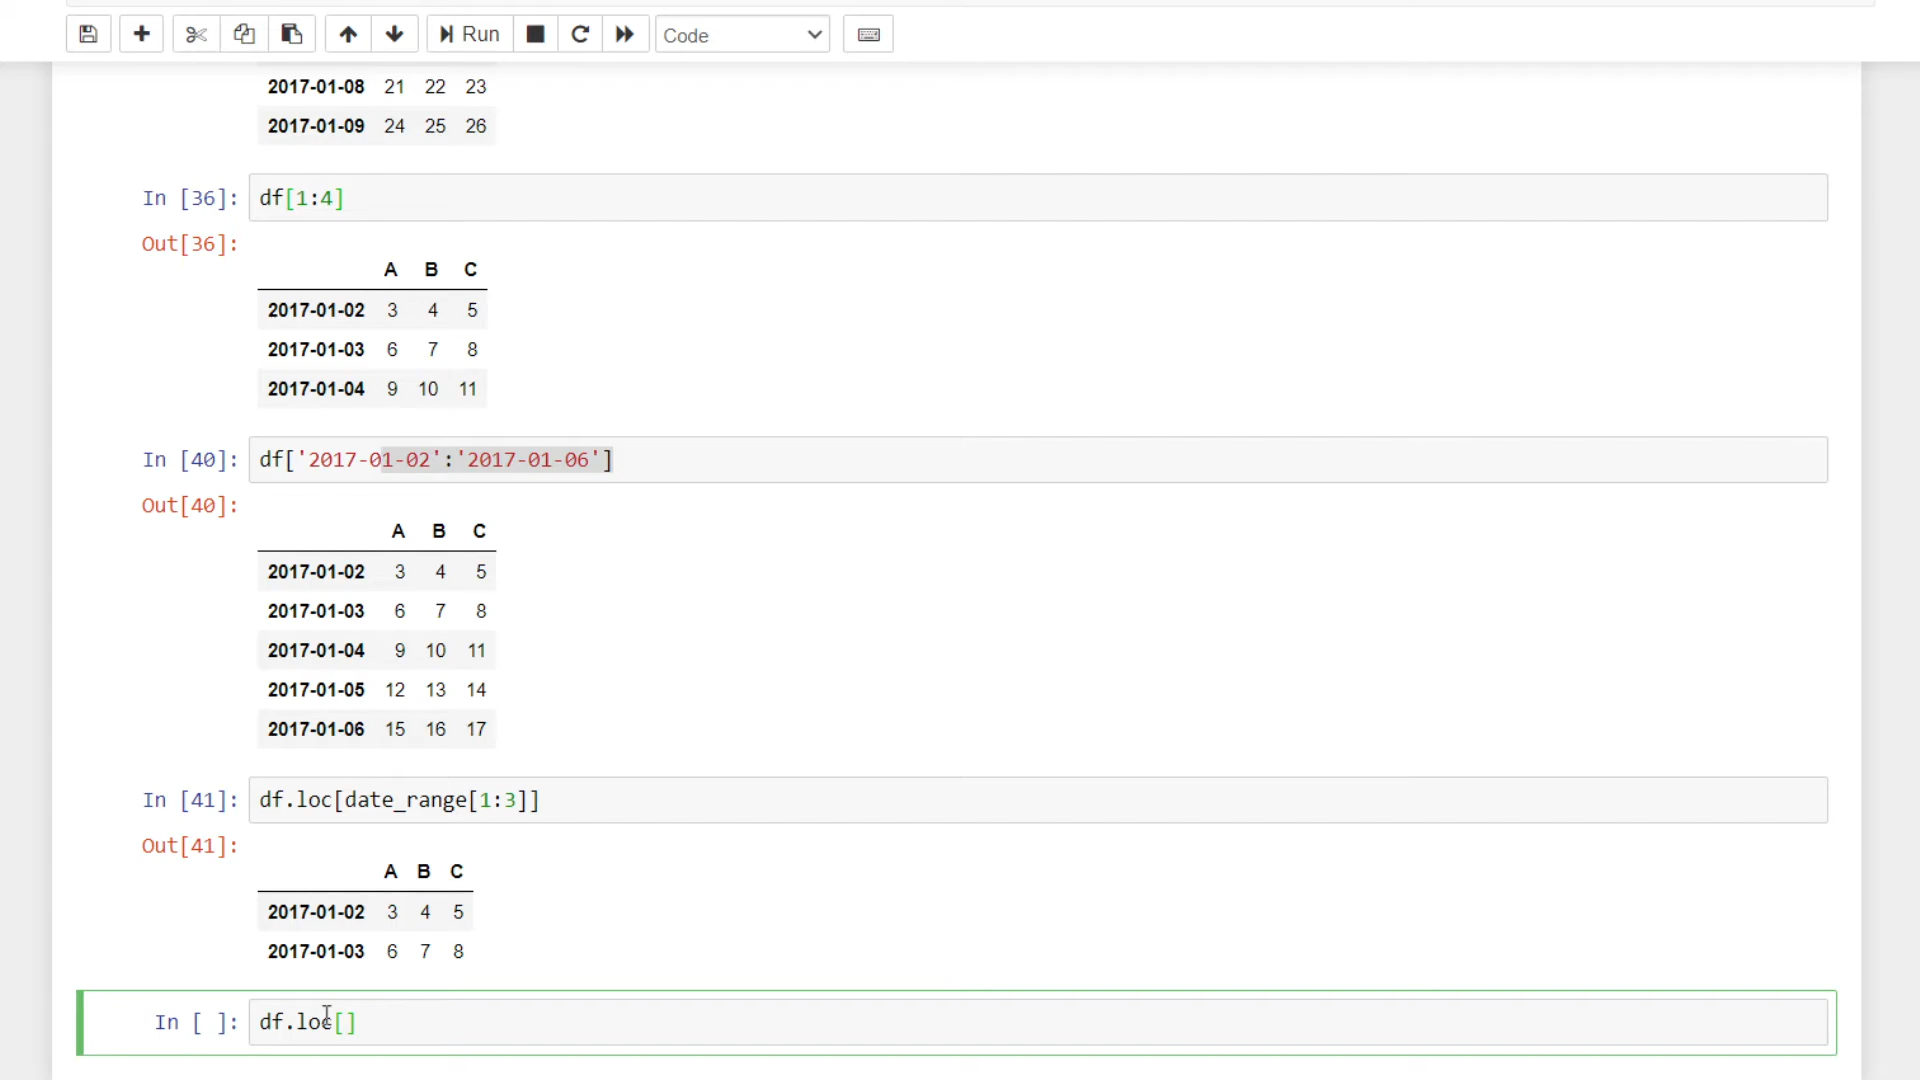 Run Code
2017-01-08 21 22 23
2017-01-09 24 25 26
In [36]: df[1:4]
Out[36]:
A B C
2017-01-02 3 4 5
2017-01-03 6 7 8
2017-01-04 9 10 11
In [40]: df['2017-01-02':'2017-01-06']
Out[40]:
A B C
2017-01-02 3 4 5
2017-01-03 6 7 8
2017-01-04 9 10 11
2017-01-05 12 13 14
2017-01-06 15 16 17
In [41]: df.loc[date_range[1:3]]
Out[41]:
A B C
2017-01-02 3 4 5
2017-01-03 6 7 8
In [ ]: df.loc[]